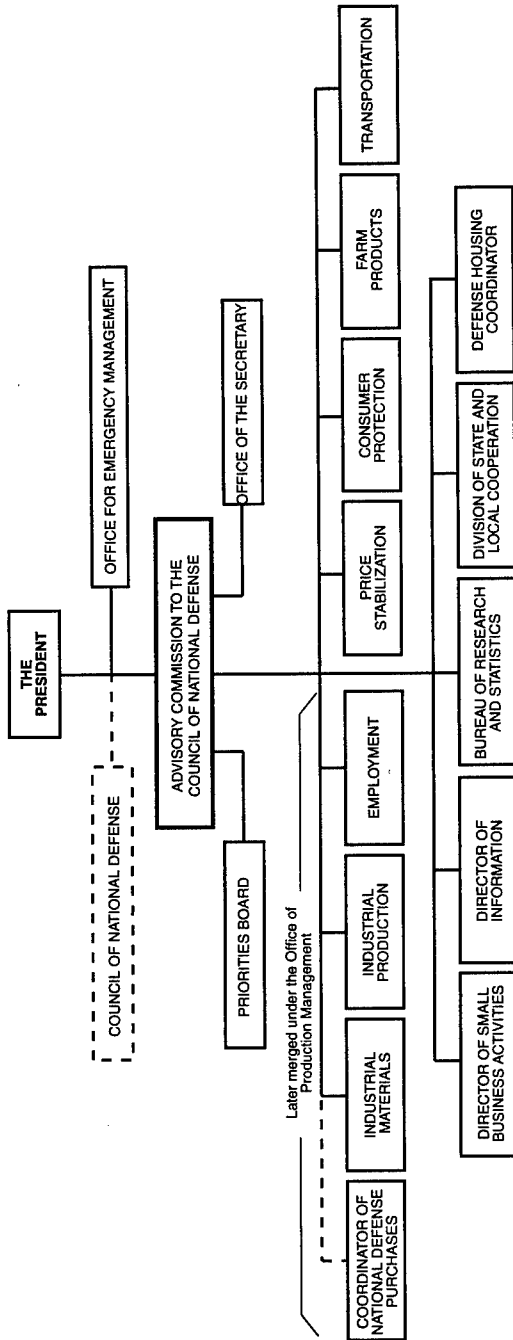 THE
PRESIDENT
COUNCIL OF NATIONAL DEFENSE
OFFICE FOR EMERGENCY MANAGEMENT
ADVISORY COMMISSION TO THE
COUNCIL OF NATIONAL DEFENSE
PRIORITIES BOARD
OFFICE OF THE SECRETARY
Later merged under the Office of
Production Management
COORDINATOR OF
NATIONAL DEFENSE
PURCHASES
INDUSTRIAL
MATERIALS
INDUSTRIAL
PRODUCTION
EMPLOYMENT
PRICE
STABILIZATION
CONSUMER
PROTECTION
FARM
PRODUCTS
TRANSPORTATION
DIRECTOR OF SMALL
BUSINESS ACTIVITIES
DIRECTOR OF
INFORMATION
BUREAU OF RESEARCH
AND STATISTICS
DIVISION OF STATE AND
LOCAL COOPERATION
DEFENSE HOUSING
COORDINATOR